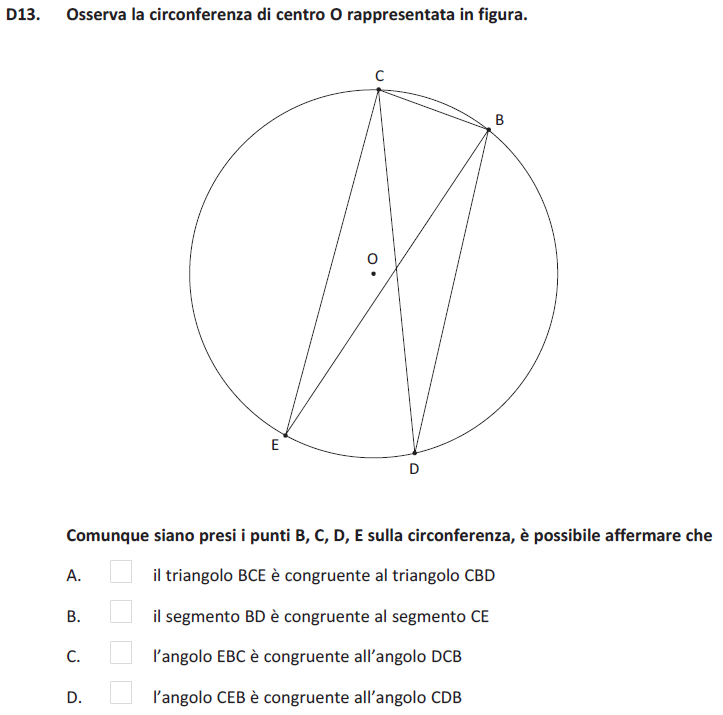 D13. Osserva la circonferenza di centro O rappresentata in figura.
C
B
O
E
D
Comunque siano presi i punti B, C, D, E sulla circonferenza, è possibile affermare che
A. il triangolo BCE è congruente al triangolo CBD
B. il segmento BD è congruente al segmento CE
C. l'angolo EBC è congruente all'angolo DCB
D. l'angolo CEB è congruente all'angolo CDB